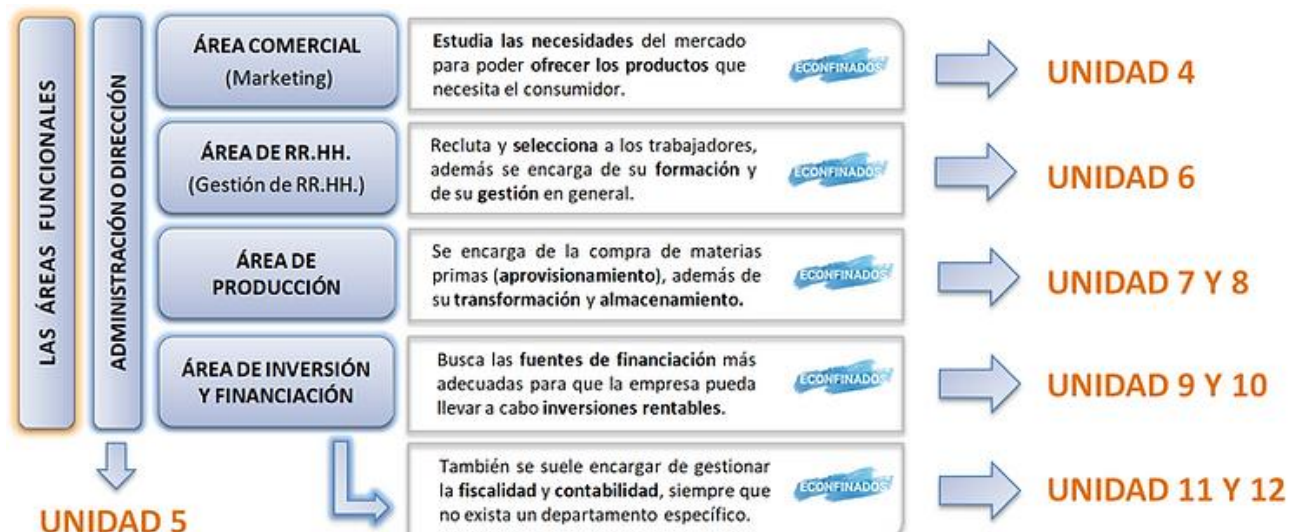 LAS ÁREAS FUNCIONALES
ADMINISTRACIÓN O DIRECCIÓN
ÁREA COMERCIAL
(Marketing)
Estudia las necesidades del mercado
para poder ofrecer los productos que
necesita el consumidor.
ECONFINADOS
UNIDAD 4
ÁREA DE RR.HH.
(Gestión de RR.HH.)
Recluta y selecciona a los trabajadores,
además se encarga de su formación y
de su gestión en general.
ECONFINADOS
UNIDAD 6
ÁREA DE
PRODUCCIÓN
Se encarga de la compra de materias
primas (aprovisionamiento), además de
su transformación y almacenamiento.
ECONFINADOS
UNIDAD 7 Y 8
ÁREA DE INVERSIÓN
Y FINANCIACIÓN
Busca las fuentes de financiación más
adecuadas para que la empresa pueda
llevar a cabo inversiones rentables.
ECONFINADOS
UNIDAD 9 Y 10
También se suele encargar de gestionar
la fiscalidad y contabilidad, siempre que
no exista un departamento específico.
ECONFINADOS
UNIDAD 11 Y 12
UNIDAD 5